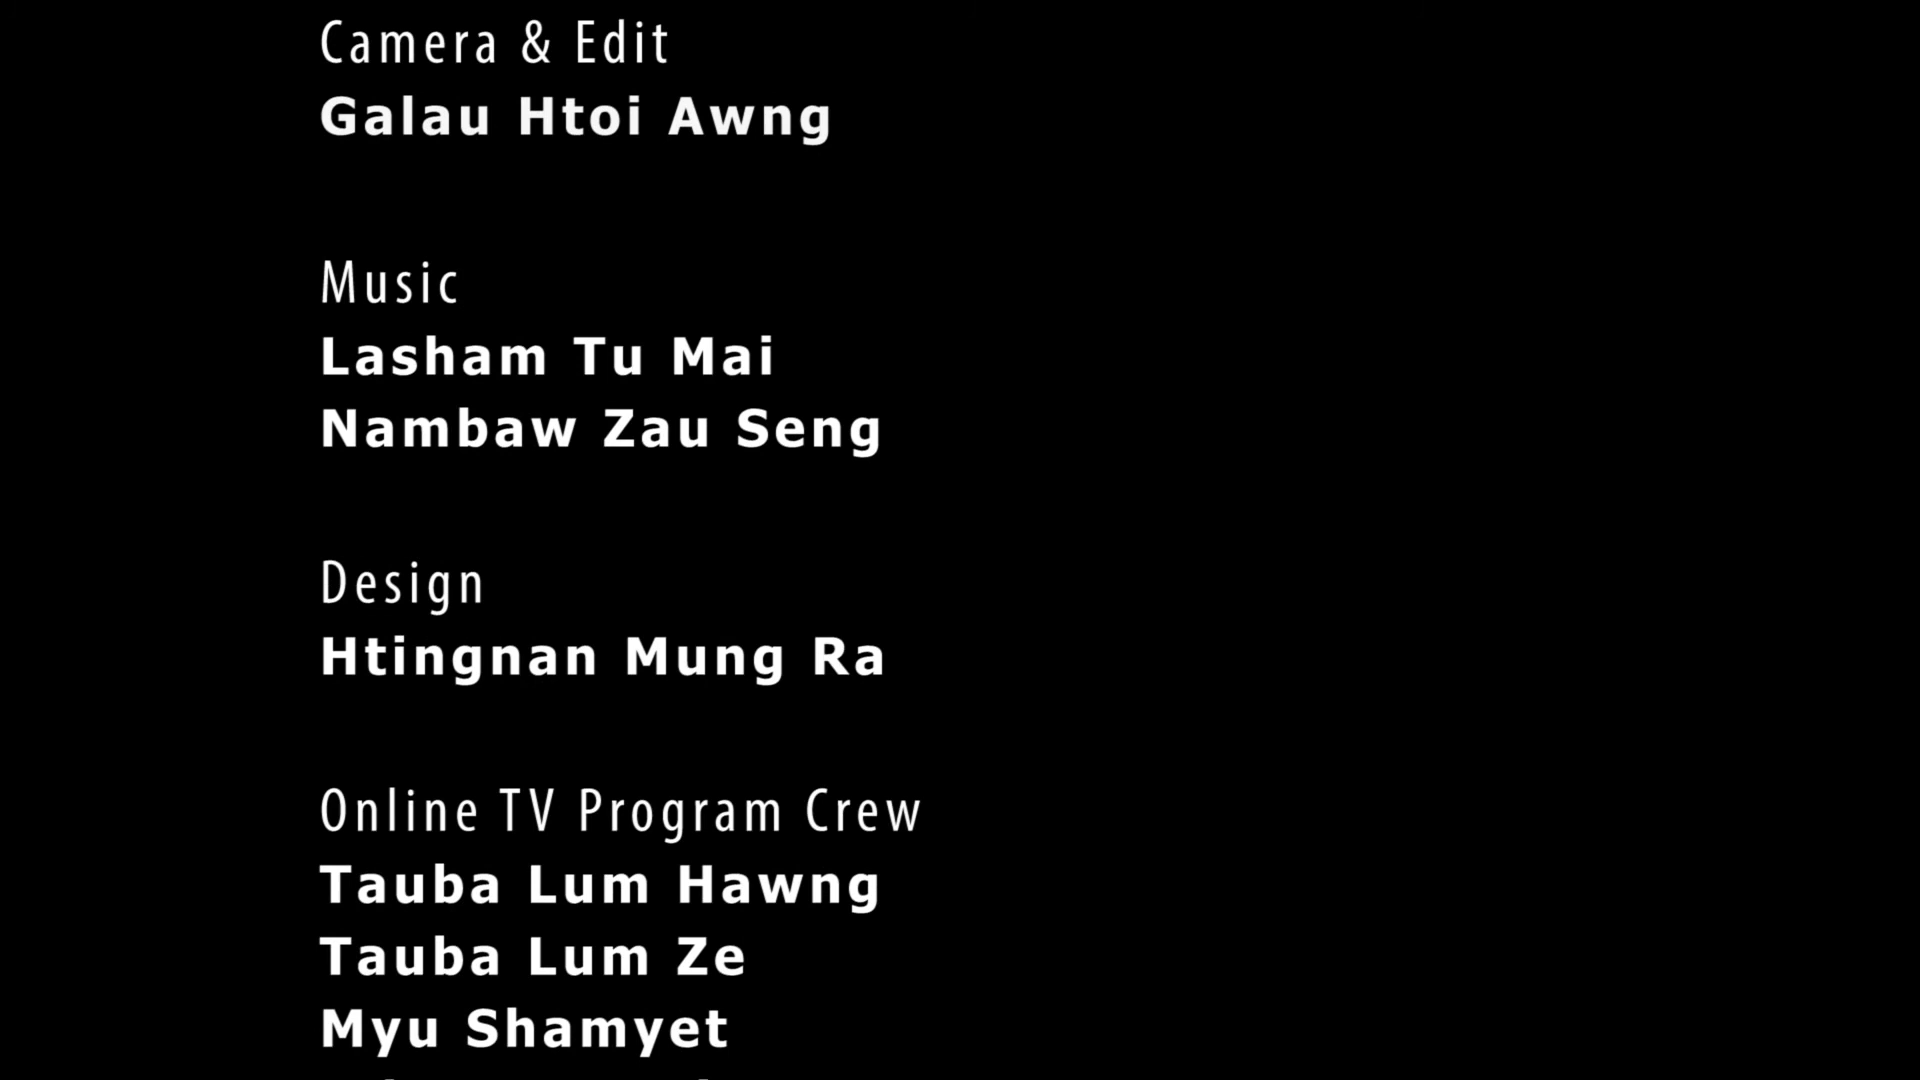 Camera & Edit
Galau Htoi Awng
Music
Lasham Tu Mai
Nambaw Zau Seng
Design
Htingnan Mung Ra
Online TV Program Crew
Tauba Lum Hawng
Tauba Lum Ze
Myu Shamyet